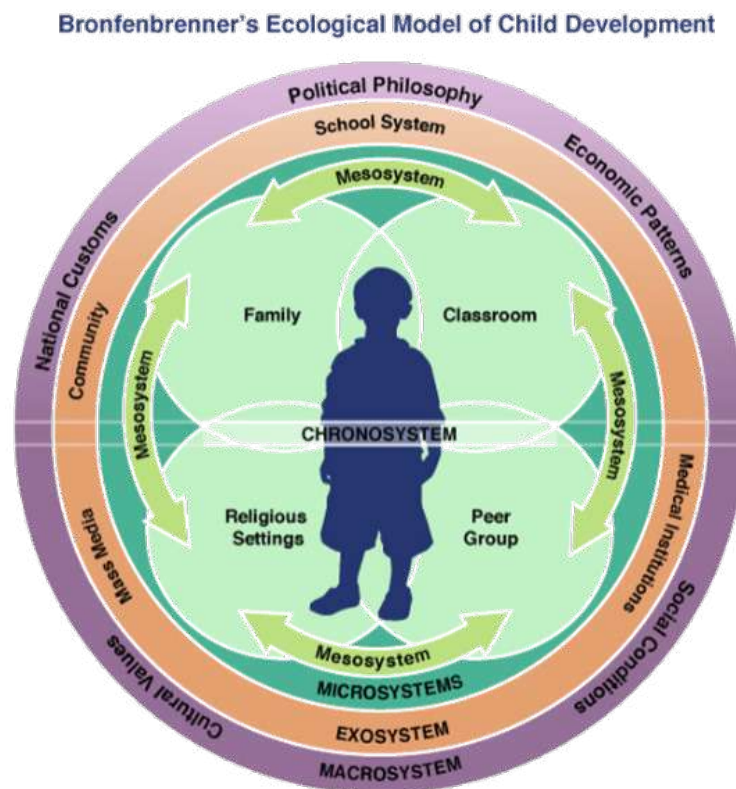 Bronfenbrenner's Ecological Model of Child Development
Political Philosophy
School System
Economic Patterns
Mesosystem
National Customs
Community
Family
Classroom
Mesosystem
Mesosystem
CHRONOSYSTEM
Religious
Settings
Peer
Group
Mass Media
Medical Institutions
Cultural Values
Social Conditions
Mesosystem
MICROSYSTEMS
EXOSYSTEM
MACROSYSTEM